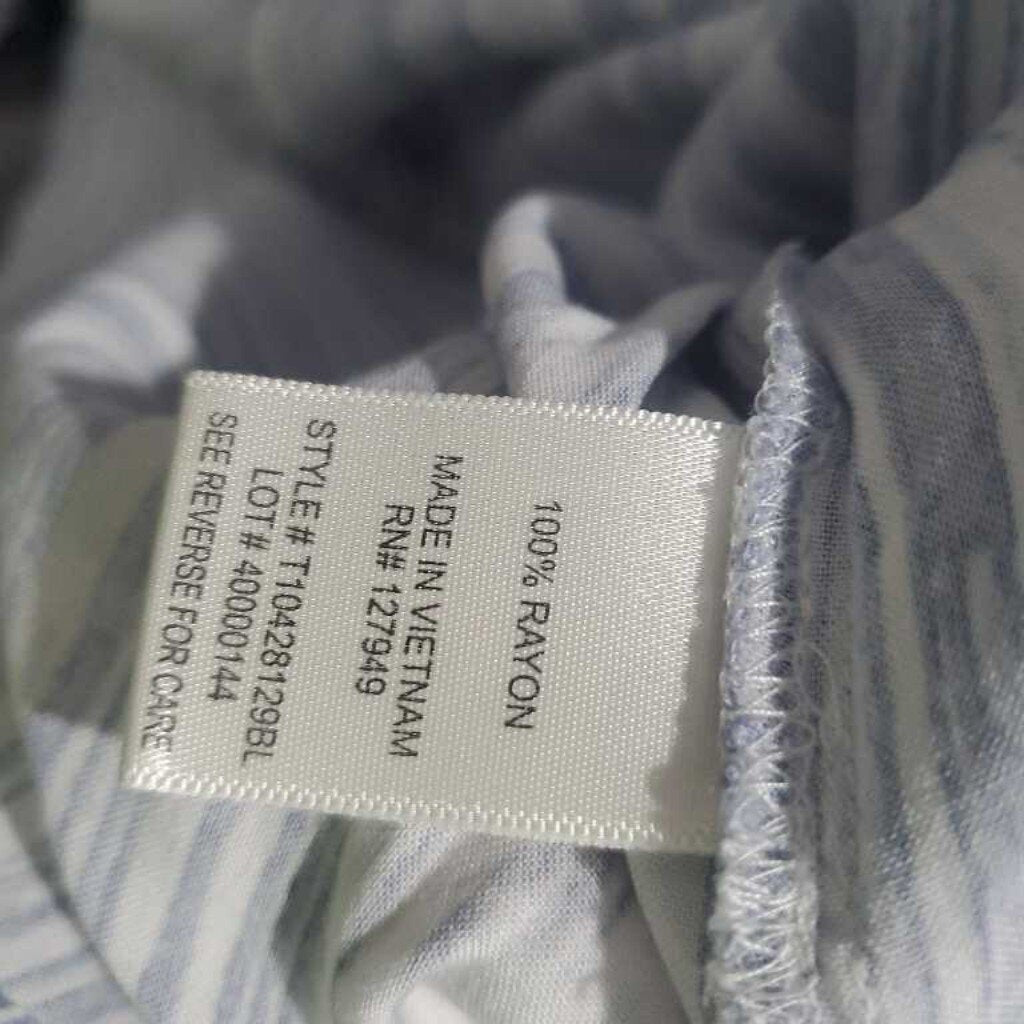 100% RAYON
MADE IN VIETNAM
RN# 127949
STYLE # T10428129BL
LOT # 40000144
SEE REVERSE FOR CARE